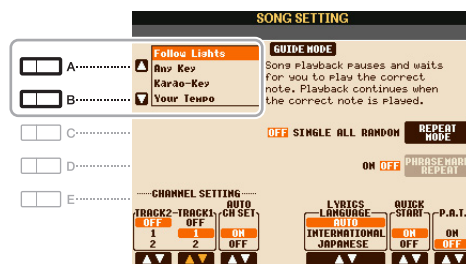 SONG SETTING
Follow Lights
Any Key
Karao-Key
Your Tempo
GUIDE MODE
Song playback pauses and waits
for you to play the correct
note. Playback continues when
the correct note is played.
A
B
C
D
E
OFF SINGLE ALL RANDOM
REPEAT
MODE
ON OFF
PHRASE MARK
REPEAT
CHANNEL SETTING
TRACK2
TRACK1
AUTO
CH SET
OFF
1
2
OFF
1
2
ON
OFF
LYRICS
LANGUAGE
AUTO
INTERNATIONAL
JAPANESE
QUICK
START
ON
OFF
P.A.T.
ON
OFF